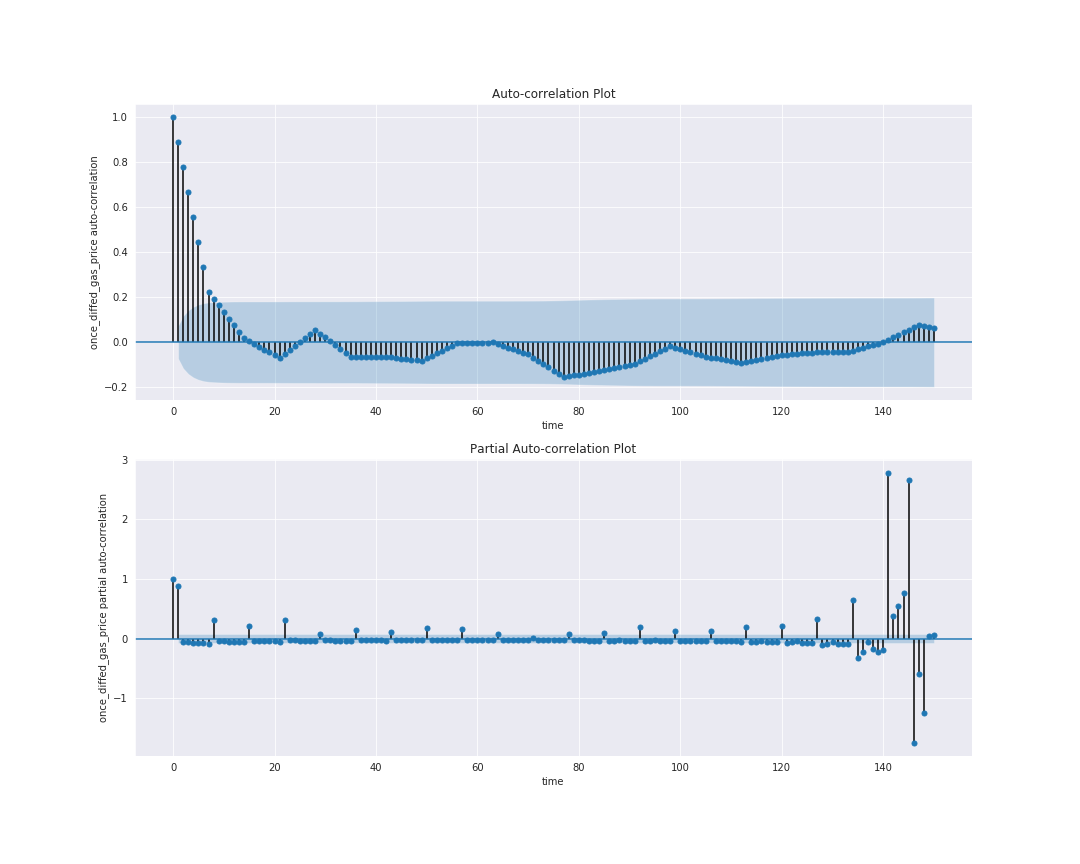 Auto-correlation Plot
once_diffed_gas_price auto-correlation
1.0
0.8
0.6
0.4
0.2
0.0
−0.2
0 20 40 60 80 100 120 140
time
Partial Auto-correlation Plot
once_diffed_gas_price partial auto-correlation
3
2
1
0
−1
0 20 40 60 80 100 120 140
time